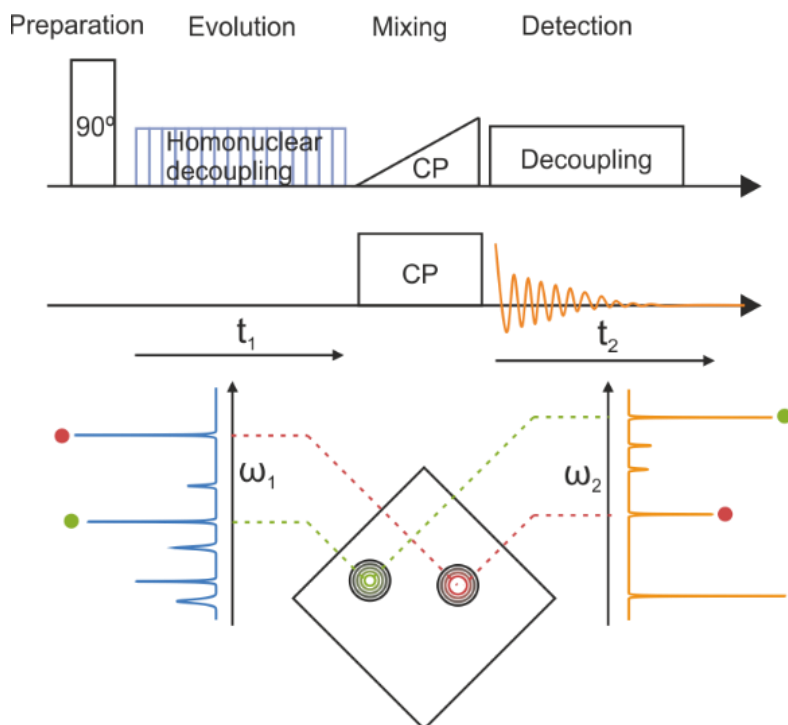 Preparation Evolution Mixing Detection
90º
Homonuclear
decoupling
CP
Decoupling
CP
t₁
t₂
ω₁
ω₂